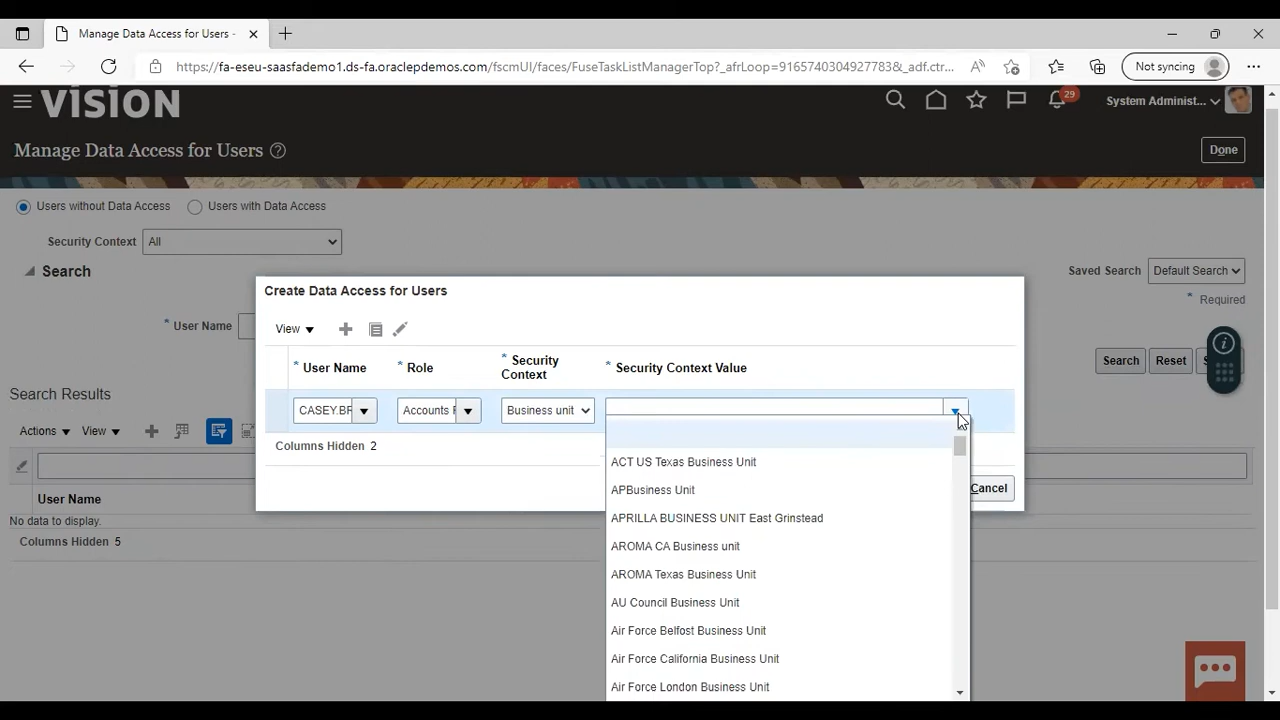 Manage Data Access for Users -
https://fa-eseu-saasfademo1.ds-fa.oraclepdemos.com/fscmUI/faces/FuseTaskListManagerTop?_afrLoop=9165740304927783&_adf.ctr...
Not syncing
VISION
29
System Administ...
Manage Data Access for Users
Done
Users without Data Access
Users with Data Access
Security Context All
Search
Saved Search Default Search
* Required
* User Name
Search
Reset
Create Data Access for Users
View
* User Name
* Role
* Security Context
* Security Context Value
CASEY.BR
Accounts
Business unit
Columns Hidden 2
Cancel
ACT US Texas Business Unit
APBusiness Unit
APRILLA BUSINESS UNIT East Grinstead
AROMA CA Business unit
AROMA Texas Business Unit
AU Council Business Unit
Air Force Belfost Business Unit
Air Force California Business Unit
Air Force London Business Unit
Search Results
Actions
View
User Name
No data to display.
Columns Hidden 5